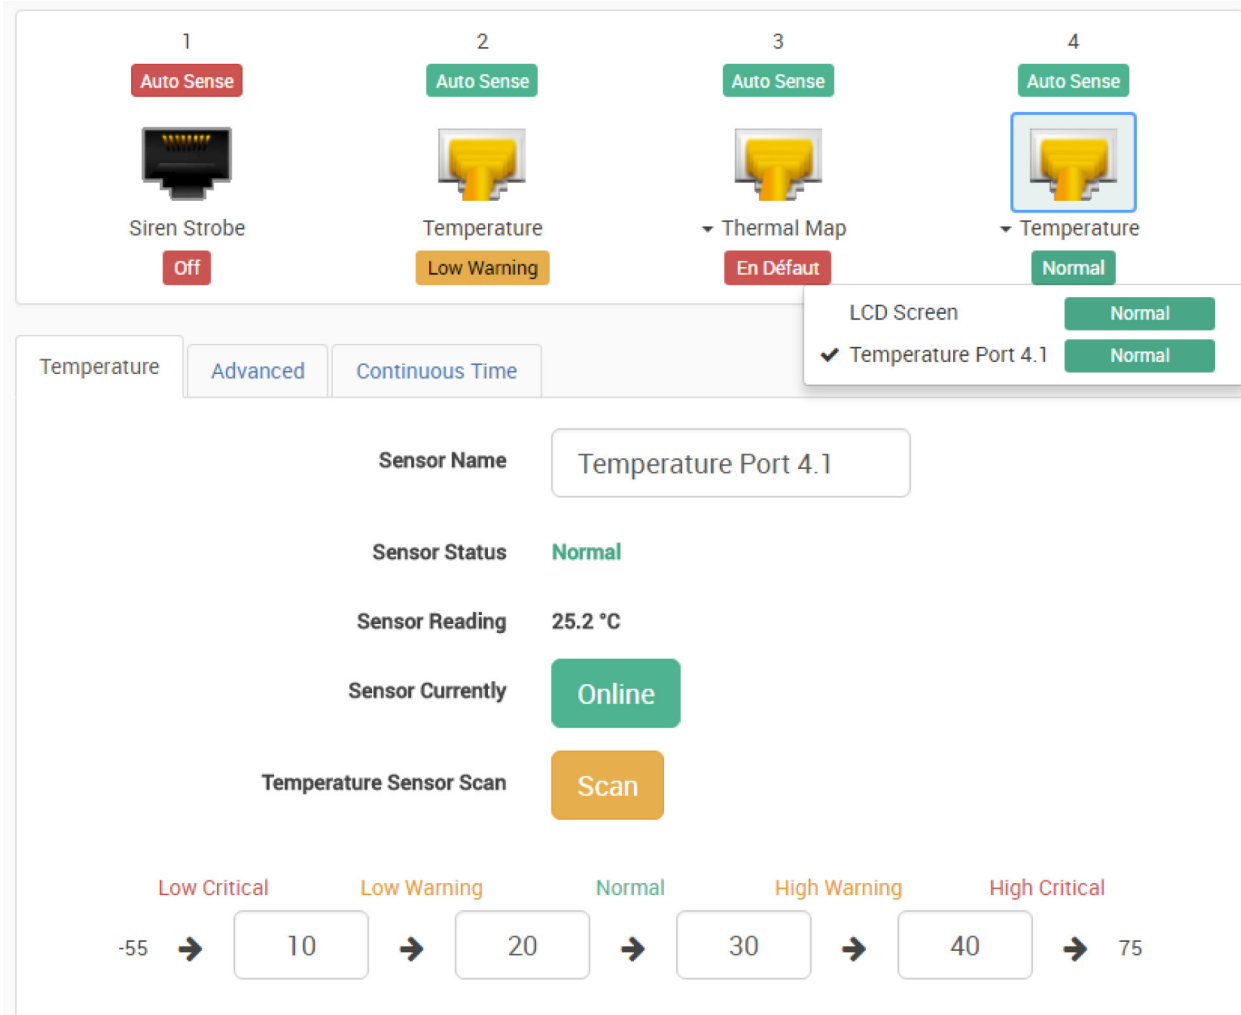 1 2 3 4
Auto Sense Auto Sense Auto Sense Auto Sense
Siren Strobe Temperature Thermal Map Temperature
Off Low Warning En Défaut Normal
LCD Screen Normal
Temperature Port 4.1 Normal
Temperature Advanced Continuous Time
Sensor Name Temperature Port 4.1
Sensor Status Normal
Sensor Reading 25.2 °C
Sensor Currently Online
Temperature Sensor Scan Scan
Low Critical Low Warning Normal High Warning High Critical
-55 10 20 30 40 75